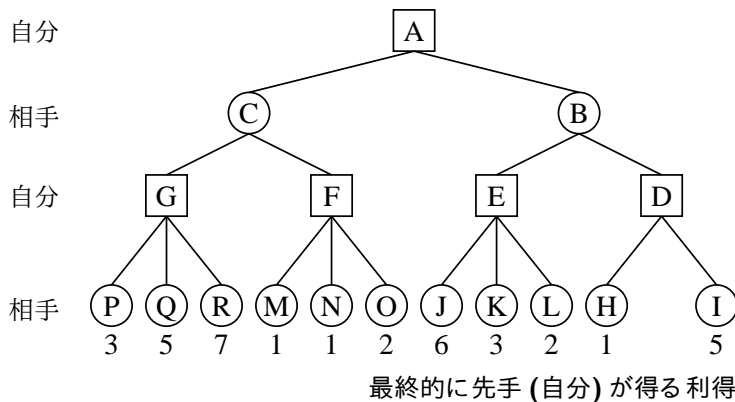 自分 A
相手 C B
自分 G F E D
相手 P Q R M N O J K L H I
3 5 7 1 1 2 6 3 2 1 5
最終的に先手 (自分) が得る利得